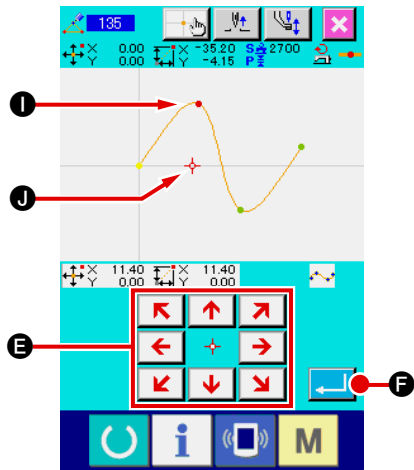 135
X 0.00 X -35.20 S 2700
Y 0.00 Y -4.15 P
I
J
X 11.40 X 11.40
Y 0.00 Y 0.00
E
F
i M